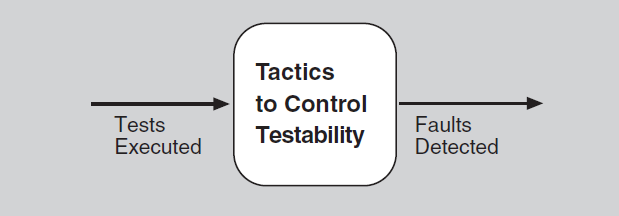 Tactics
to Control
Testability
Tests
Executed
Faults
Detected